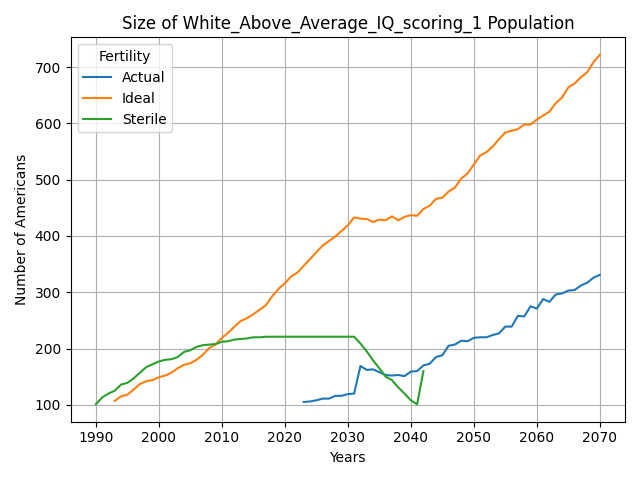 Size of White_Above_Average_IQ_scoring_1 Population
Fertility
Actual
Ideal
Sterile
Number of Americans
700
600
500
400
300
200
100
1990 2000 2010 2020 2030 2040 2050 2060 2070
Years